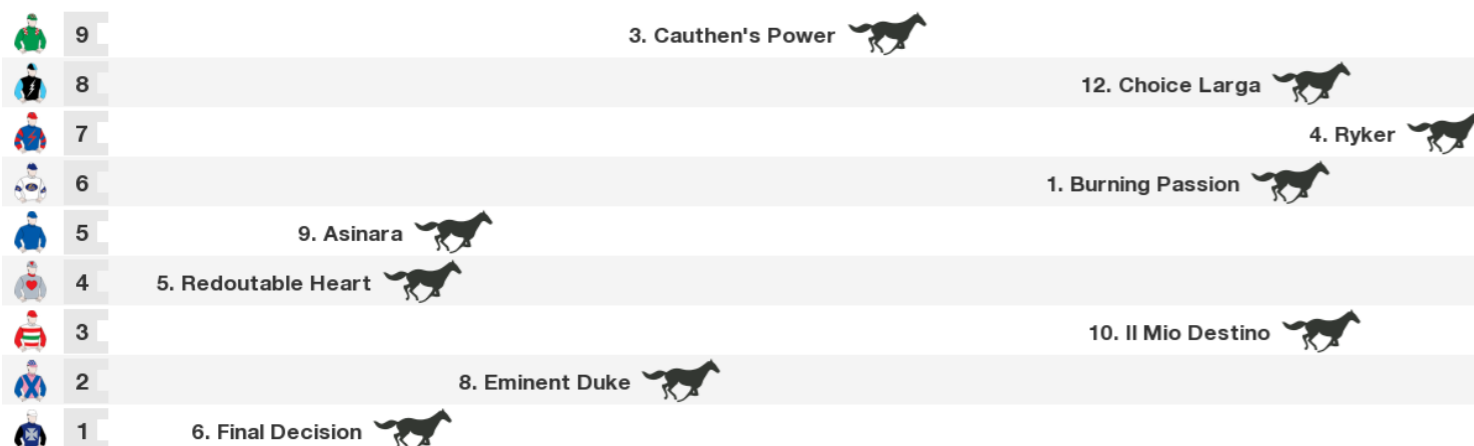 9 3. Cauthen's Power
8 12. Choice Larga
7 4. Ryker
6 1. Burning Passion
5 9. Asinara
4 5. Redoutable Heart
3 10. Il Mio Destino
2 8. Eminent Duke
1 6. Final Decision